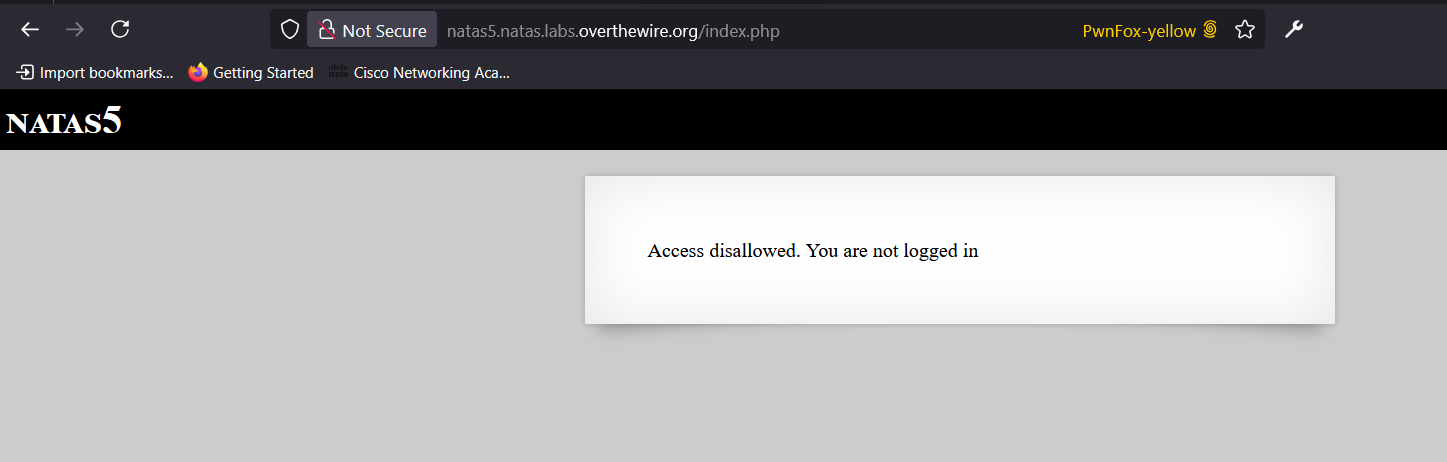 Not Secure
natas5.natas.labs.overthewire.org/index.php
PwnFox-yellow
Import bookmarks...
Getting Started
Cisco Networking Aca...
NATAS5
Access disallowed. You are not logged in